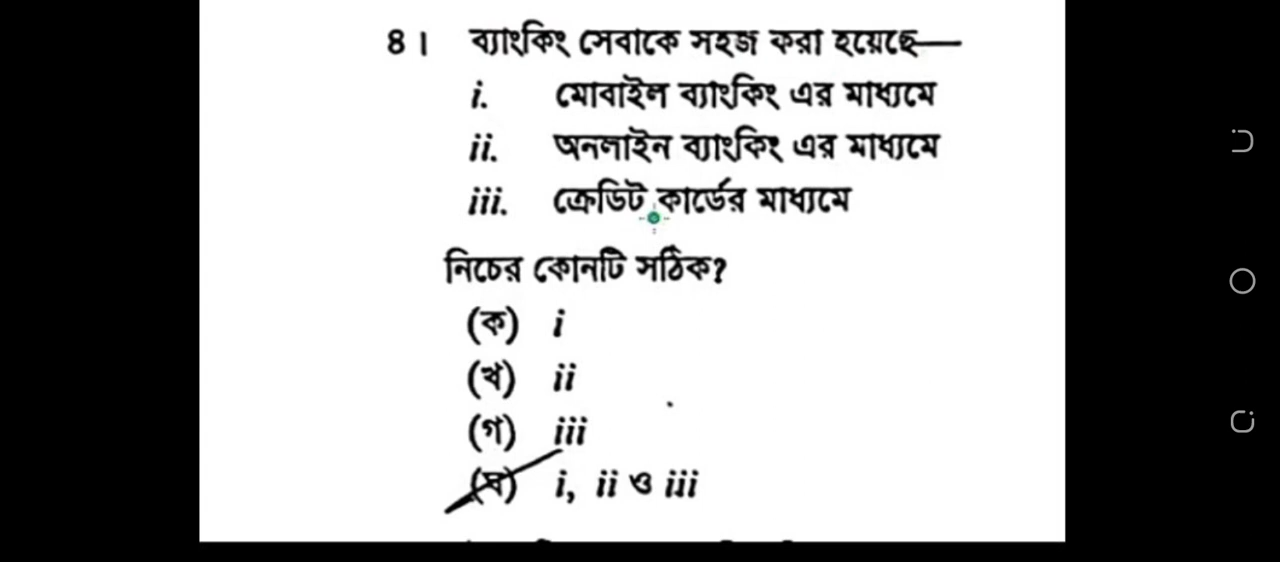 ৪। ব্যাংকিং সেবাকে সহজ করা হয়েছে—
i. মোবাইল ব্যাংকিং এর মাধ্যমে
ii. অনলাইন ব্যাংকিং এর মাধ্যমে
iii. ক্রেডিট কার্ডের মাধ্যমে
নিচের কোনটি সঠিক?
(ক) i
(খ) ii
(গ) iii
(ঘ) i, ii ও iii